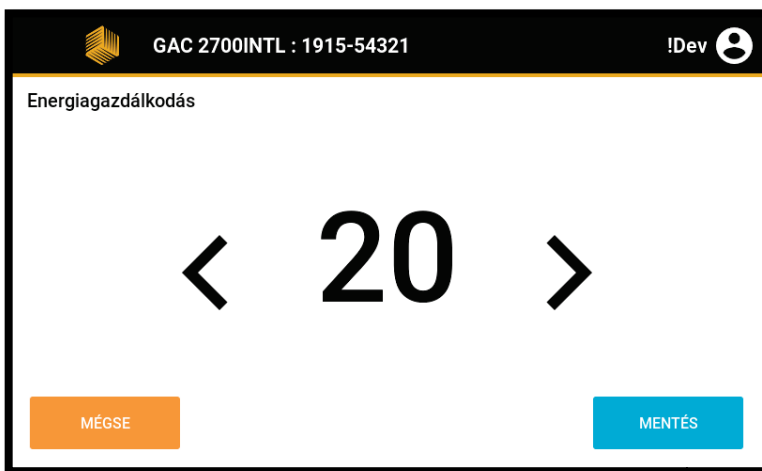 GAC 2700INTL : 1915-54321
!Dev
Energiagazdálkodás
20
MÉGSE
MENTÉS